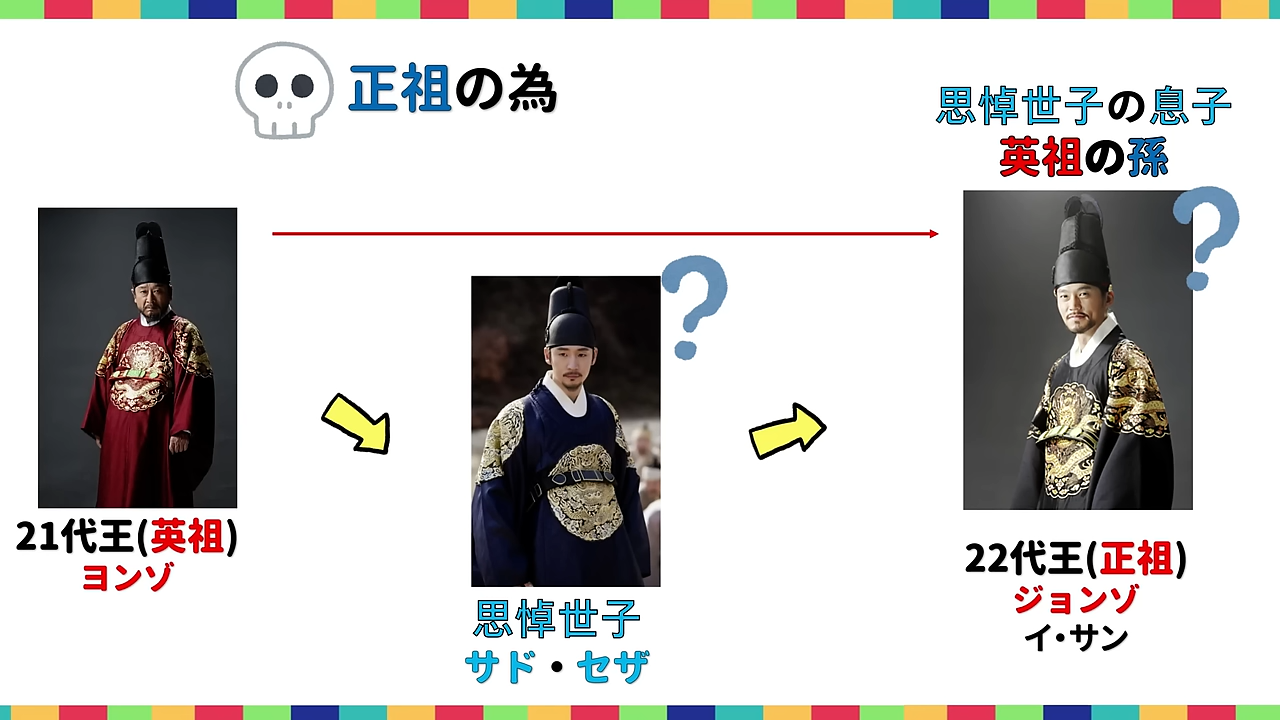 正祖の為
思悼世子の息子
英祖の孫
21代王(英祖)
ヨンゾ
思悼世子
サド・セザ
22代王(正祖)
ジョンゾ
イ・サン